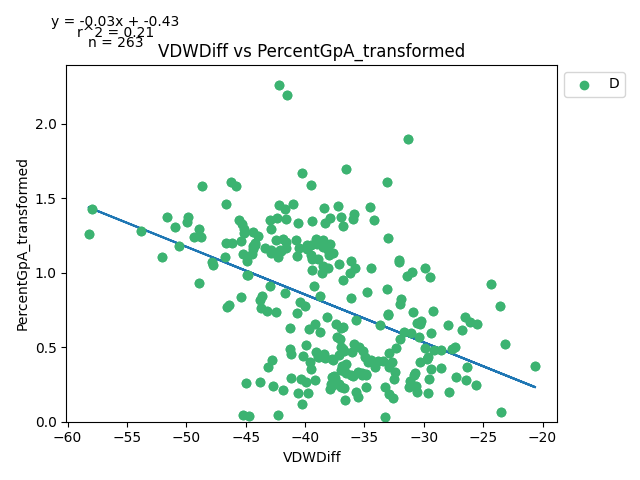 y = -0.03x + -0.43
r^2 = 0.21
n = 263
VDWDiff vs PercentGpA_transformed
D
PercentGpA_transformed
2.0
1.5
1.0
0.5
0.0
−60
−55
−50
−45
−40
−35
−30
−25
−20
VDWDiff